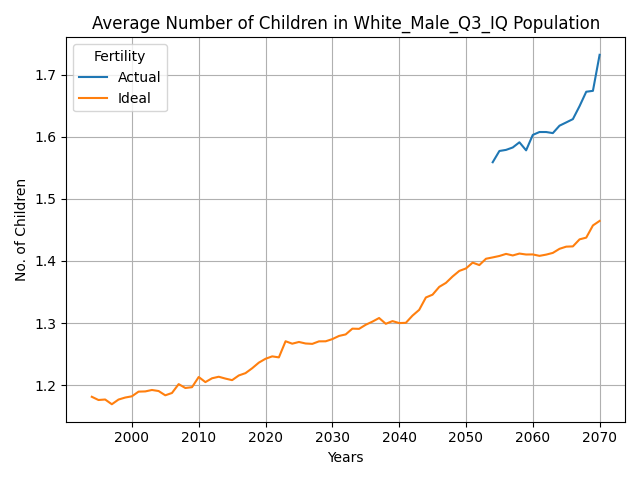 Average Number of Children in White_Male_Q3_IQ Population
Fertility
Actual
Ideal
No. of Children
1.7
1.6
1.5
1.4
1.3
1.2
2000 2010 2020 2030 2040 2050 2060 2070
Years